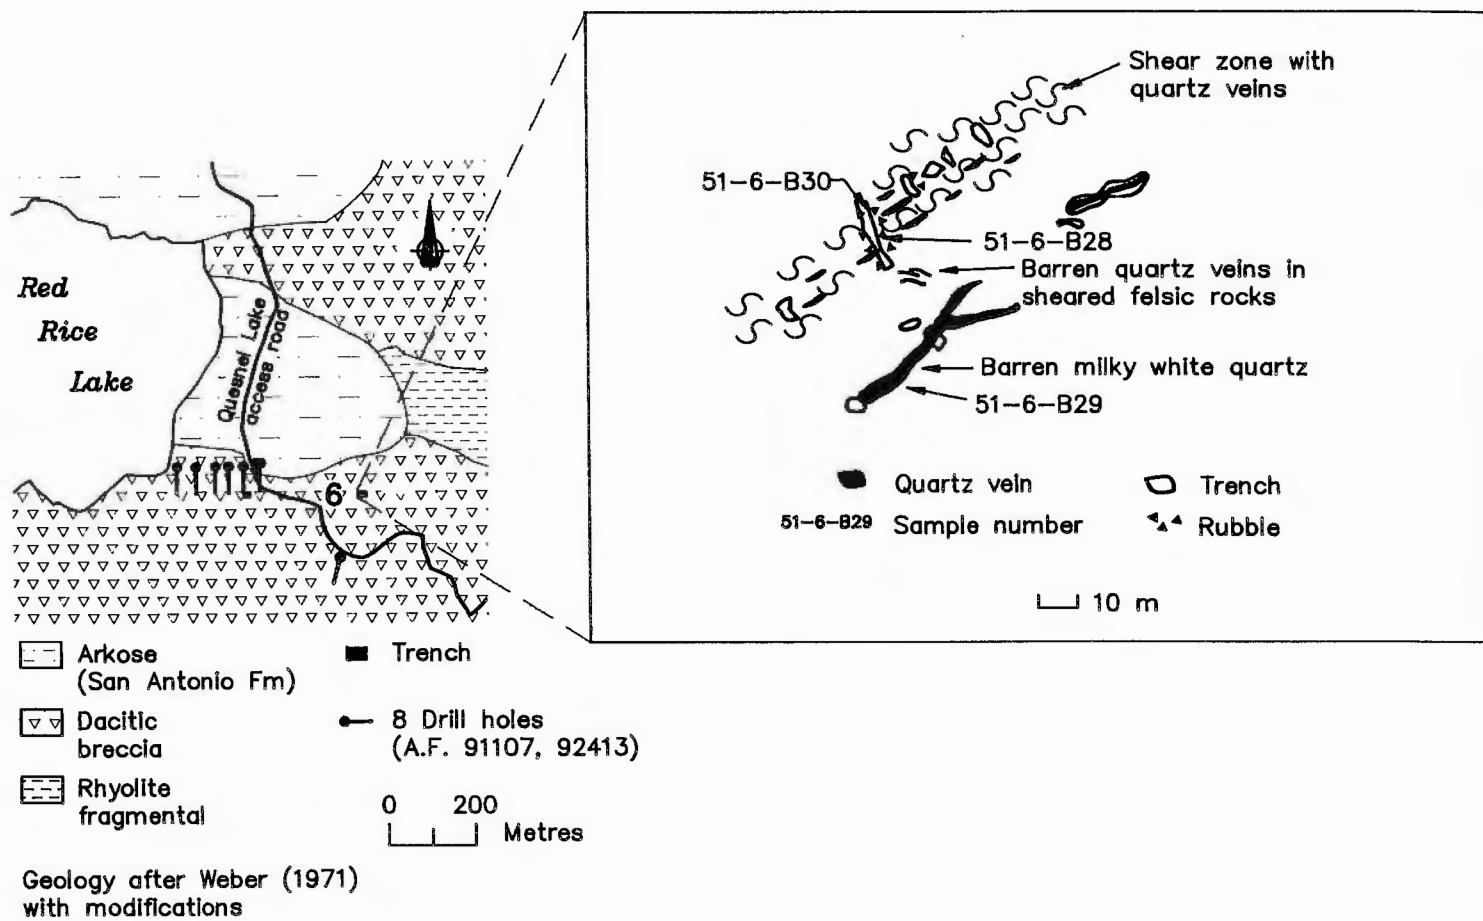 Red
Rice
Lake
Quesnel Lake
access road
6
Shear zone with
quartz veins
51-6-B30
51-6-B28
Barren quartz veins in
sheared felsic rocks
Barren milky white quartz
51-6-B29
Quartz vein
Trench
51-6-B29 Sample number
Rubble
10 m
Arkose
(San Antonio Fm)
Trench
Dacitic
breccia
8 Drill holes
(A.F. 91107, 92413)
Rhyolite
fragmental
0 200
Metres
Geology after Weber (1971)
with modifications